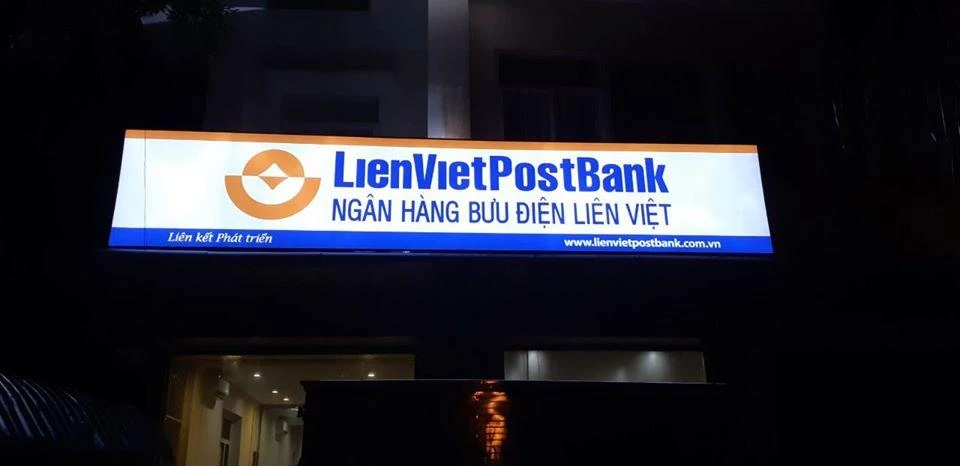 LienVietPostBank
NGÂN HÀNG BƯU ĐIỆN LIÊN VIỆT
Liên kết Phát triển
www.lienvietpostbank.com.vn